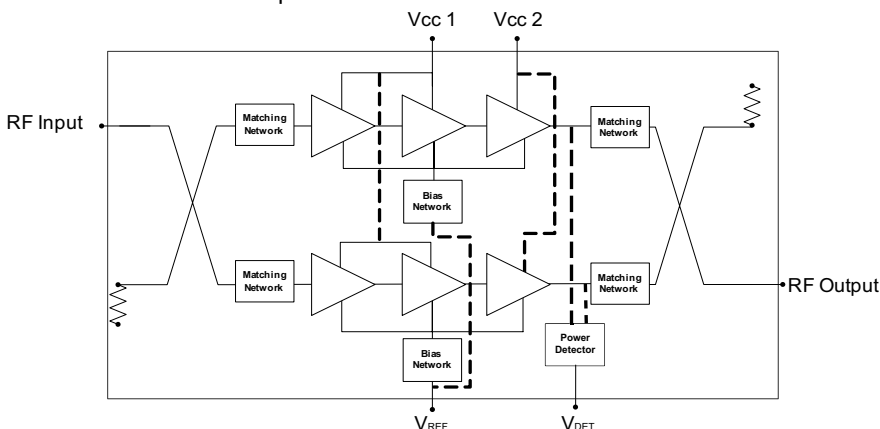 Vcc 1
Vcc 2
RF Input
Matching
Network
Matching
Network
Bias
Network
Matching
Network
Matching
Network
RF Output
Bias
Network
Power
Detector
VREF
VDET